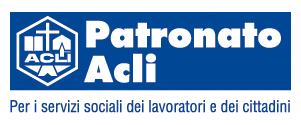 ACLI
Patronato
Acli
Per i servizi sociali dei lavoratori e dei cittadini